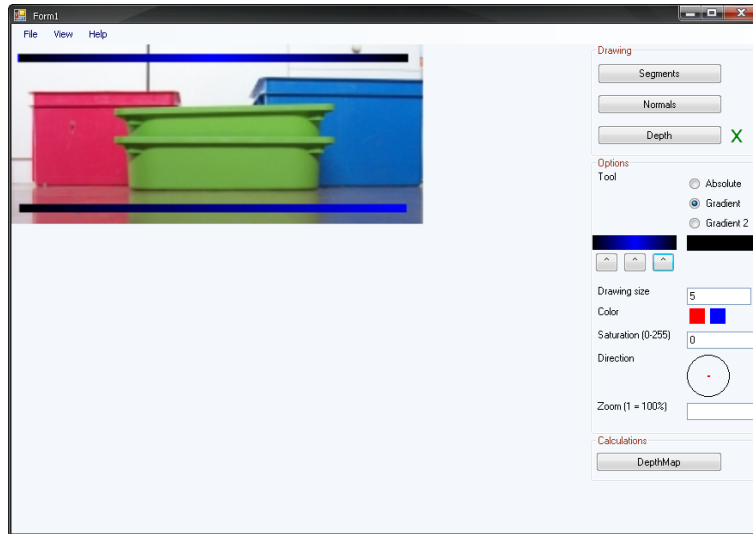 Form1
File View Help
Drawing
Segments
Normals
Depth X
Options
Tool
Absolute
Gradient
Gradient 2
^ ^ ^
Drawing size 5
Color
Saturation (0-255) 0
Direction
Zoom (1 = 100%)
Calculations
DepthMap